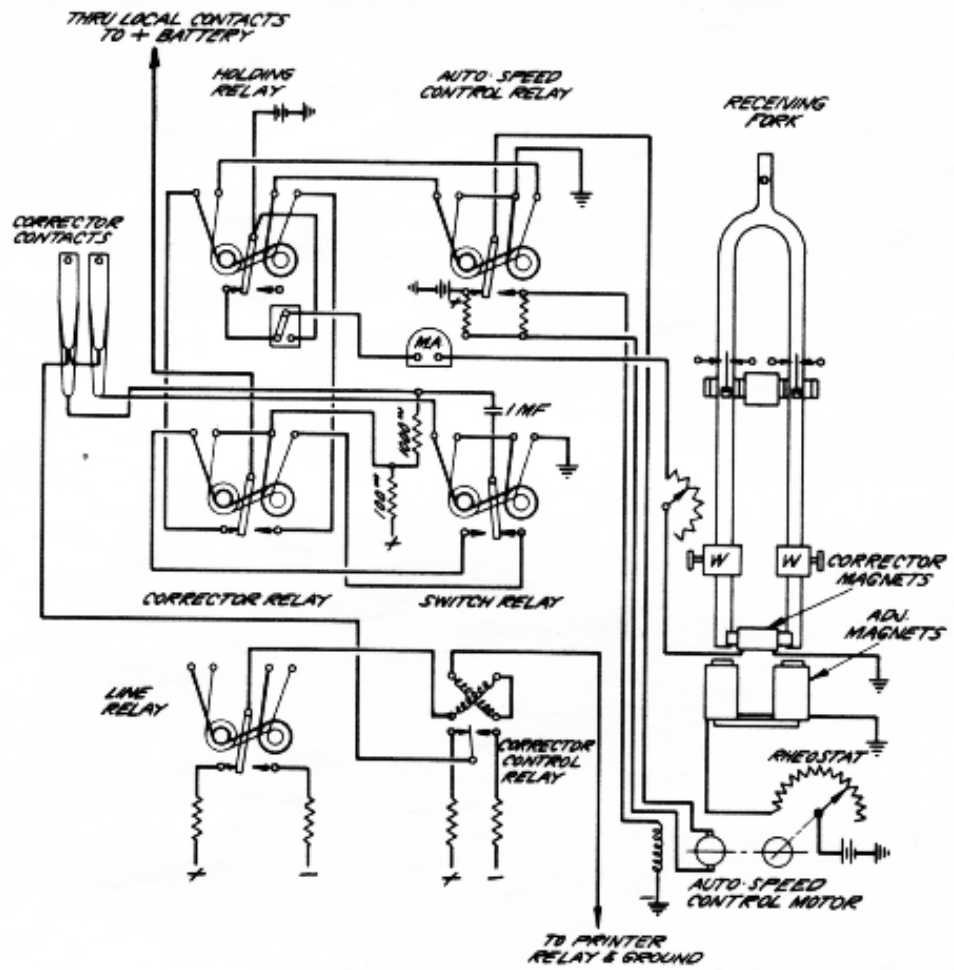 THRU LOCAL CONTACTS
TO + BATTERY
HOLDING
RELAY
AUTO-SPEED
CONTROL RELAY
RECEIVING
FORK
CORRECTOR
CONTACTS
+
MA
1 MF
1000ω
100ω
+
W
W
CORRECTOR RELAY
SWITCH RELAY
CORRECTOR
MAGNETS
ADJ.
MAGNETS
LINE
RELAY
CORRECTOR
CONTROL
RELAY
RHEOSTAT
+
-
+
-
-
AUTO-SPEED
CONTROL MOTOR
TO PRINTER
RELAY & GROUND